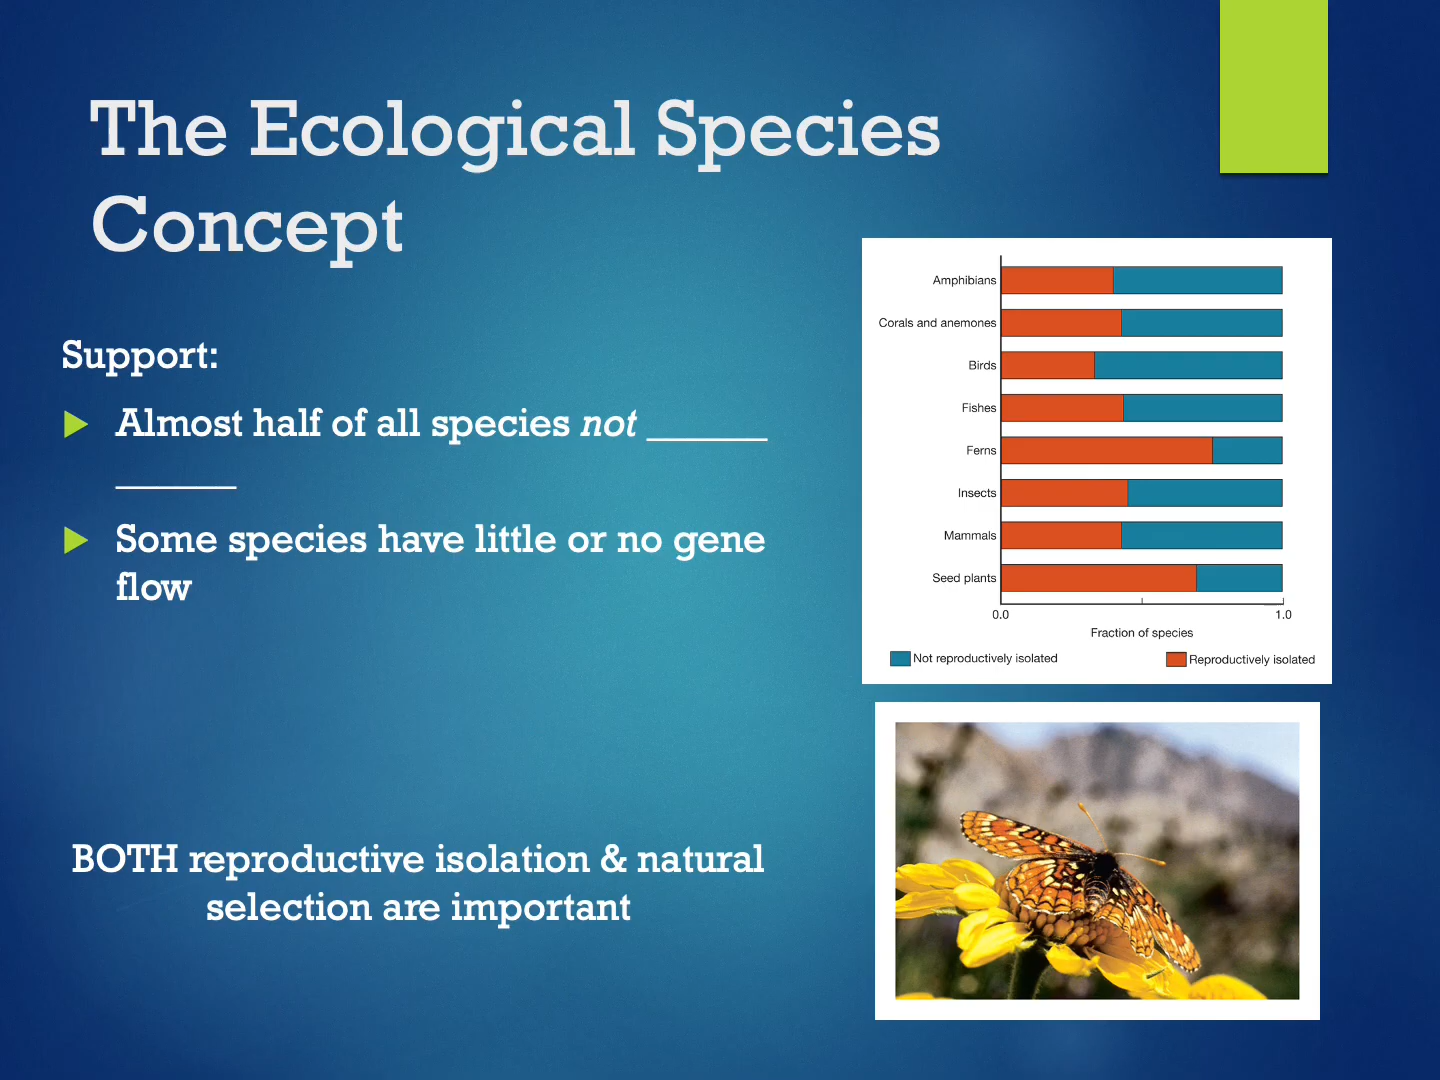 The Ecological Species
Concept
Support:
Almost half of all species not ______
______
Some species have little or no gene
flow
BOTH reproductive isolation & natural
selection are important
Amphibians
Corals and anemones
Birds
Fishes
Ferns
Insects
Mammals
Seed plants
0.0 1.0
Fraction of species
Not reproductively isolated Reproductively isolated